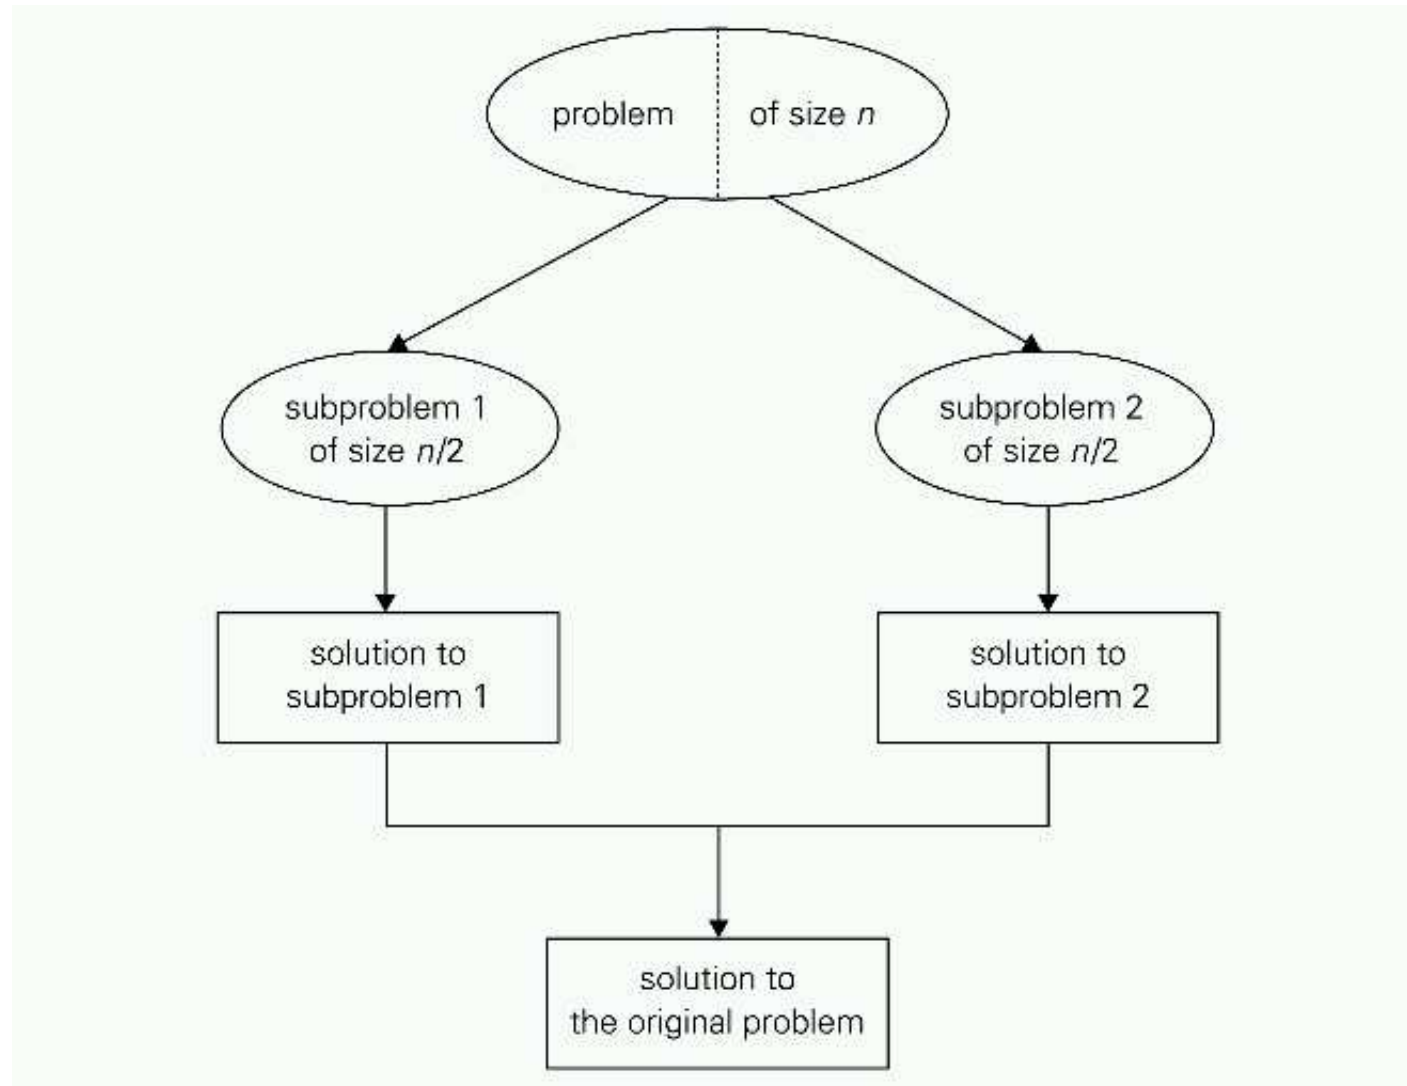 problem of size n
subproblem 1
of size n/2
subproblem 2
of size n/2
solution to
subproblem 1
solution to
subproblem 2
solution to
the original problem